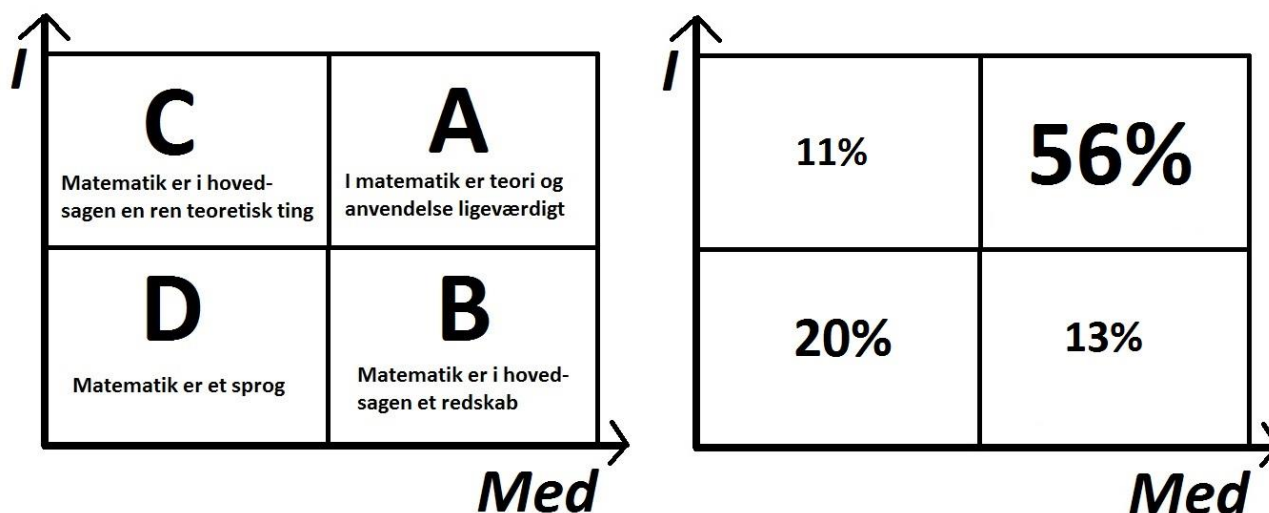 I
C
Matematik er i hoved-
sagen en ren teoretisk ting
A
I matematik er teori og
anvendelse ligeværdigt
D
Matematik er et sprog
B
Matematik er i hoved-
sagen et redskab
Med
I
11%
56%
20%
13%
Med